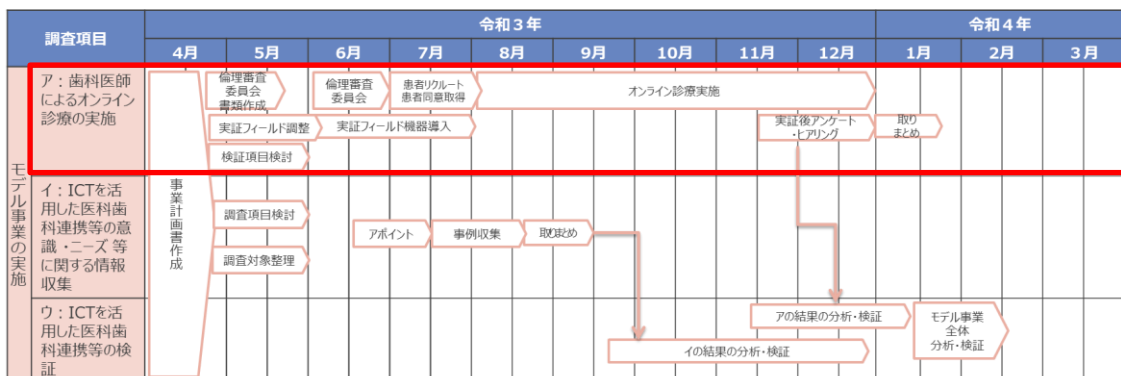 調査項目
令和3年
令和4年
4月 5月 6月 7月 8月 9月 10月 11月 12月 1月 2月 3月
モデル事業の実施
事業計画書作成
ア：歯科医師
によるオンライン
診療の実施
倫理審査
委員会
書類作成
倫理審査
委員会
患者リクルート
患者同意取得
オンライン診療実施
実証フィールド調整
実証フィールド機器導入
実証後アンケート
・ヒアリング
取り
まとめ
検証項目検討
イ：ICTを活
用した医科歯
科連携等の意
識・ニーズ 等
に関する情報
収集
調査項目検討
調査対象整理
アポイント
事例収集
取りまとめ
ウ：ICTを活
用した医科歯
科連携等の検
証
アの結果の分析・検証
モデル事業
全体
分析・検証
イの結果の分析・検証